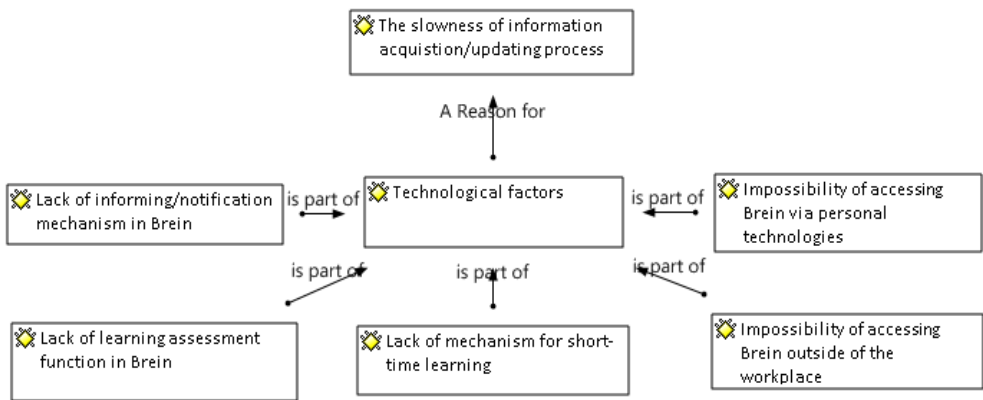 The slowness of information
acquistion/updating process
A Reason for
Lack of informing/notification
mechanism in Brein
is part of
Technological factors
is part of
Impossibility of accessing
Brein via personal
technologies
is part of
is part of
is part of
Lack of learning assessment
function in Brein
Lack of mechanism for short-
time learning
Impossibility of accessing
Brein outside of the
workplace